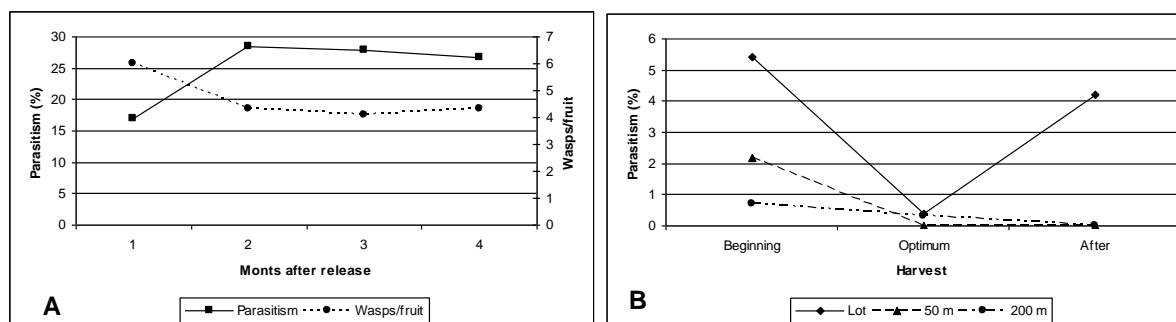 30
25
20
15
10
5
0
Parasitism (%)
7
6
5
4
3
2
1
0
Wasps/fruit
1 2 3 4
Monts after release
A
Parasitism Wasps/fruit
6
5
4
3
2
1
0
Parasitism (%)
Beginning Optimum After
Harvest
B
Lot 50 m 200 m